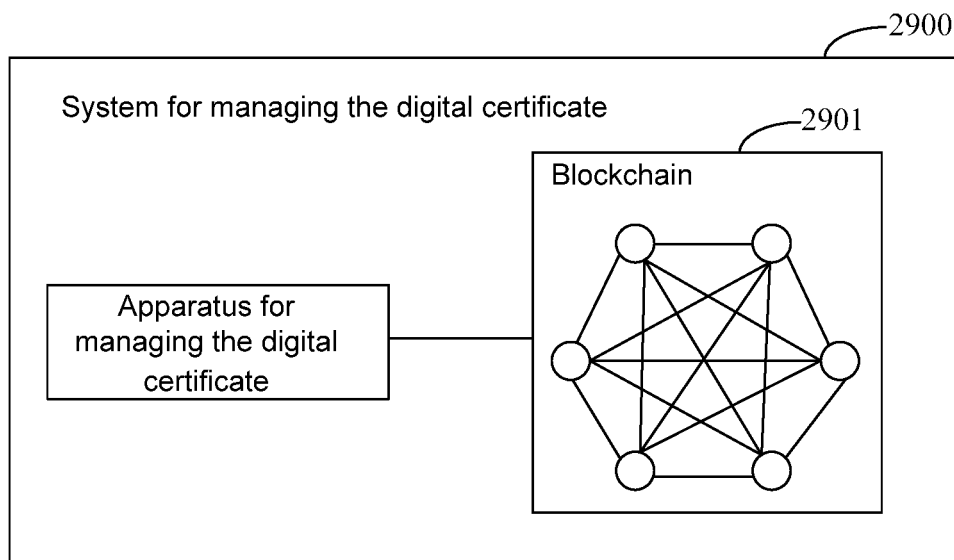 2900
System for managing the digital certificate
2901
Blockchain
Apparatus for
managing the digital
certificate